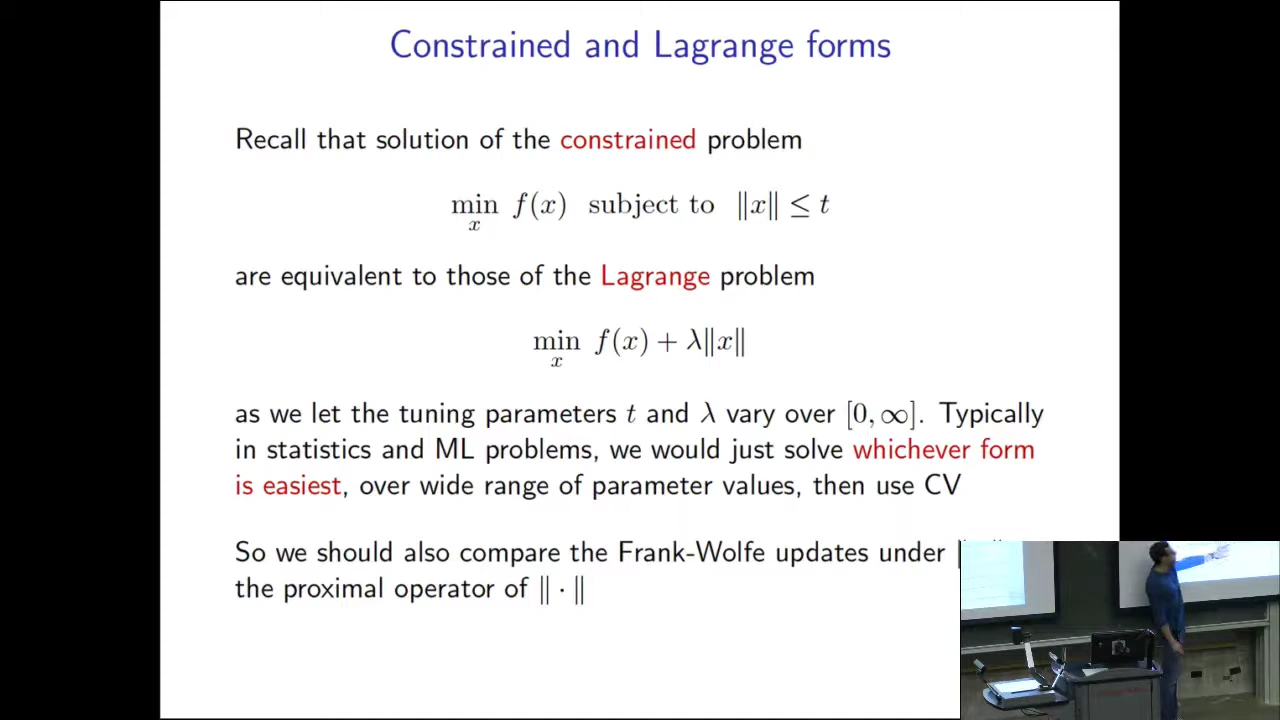 Constrained and Lagrange forms
Recall that solution of the constrained problem
min f(x) subject to ‖x‖ ≤ t
x
are equivalent to those of the Lagrange problem
min f(x) + λ‖x‖
x
as we let the tuning parameters t and λ vary over [0, ∞]. Typically
in statistics and ML problems, we would just solve whichever form
is easiest, over wide range of parameter values, then use CV
So we should also compare the Frank-Wolfe updates under
the proximal operator of ‖ · ‖